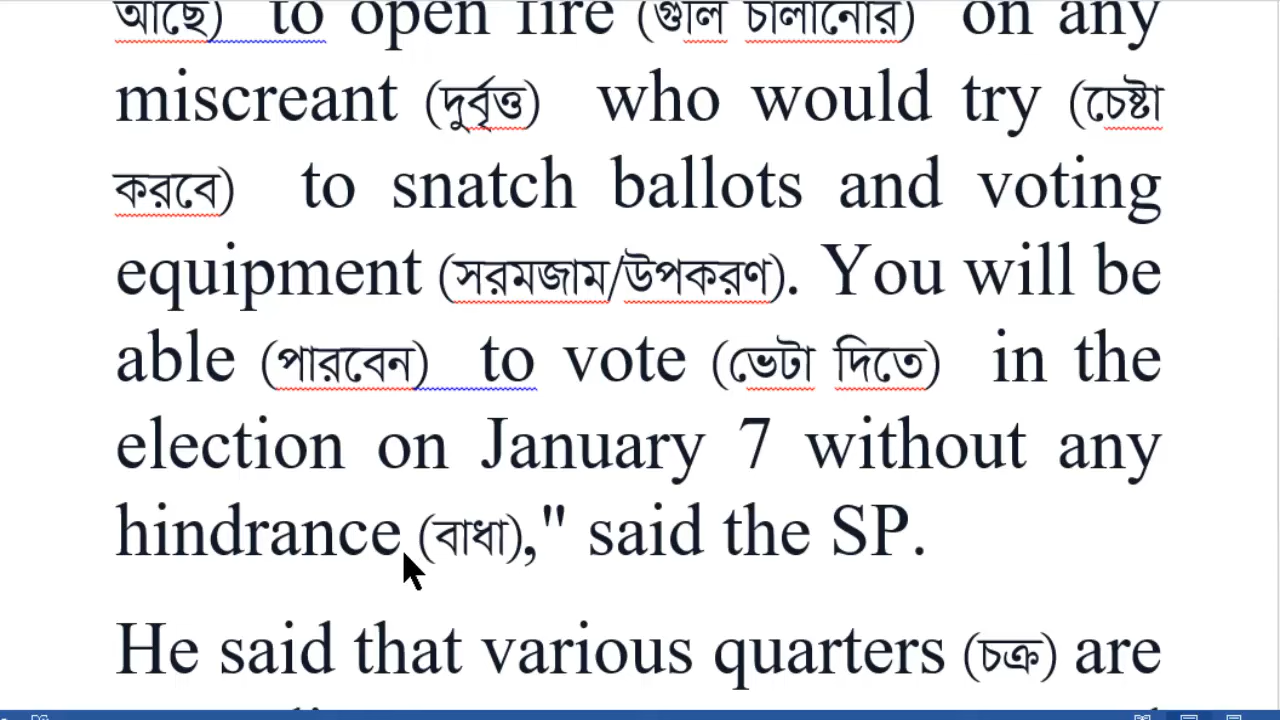 আছে) to open fire (গুলি চালানোর) on any
miscreant (দুর্বৃত্ত) who would try (চেষ্টা
করবে) to snatch ballots and voting
equipment (সরমজাম/উপকরণ). You will be
able (পারবেন) to vote (ভেটা দিতে) in the
election on January 7 without any
hindrance (বাধা)," said the SP.
He said that various quarters (চক্র) are